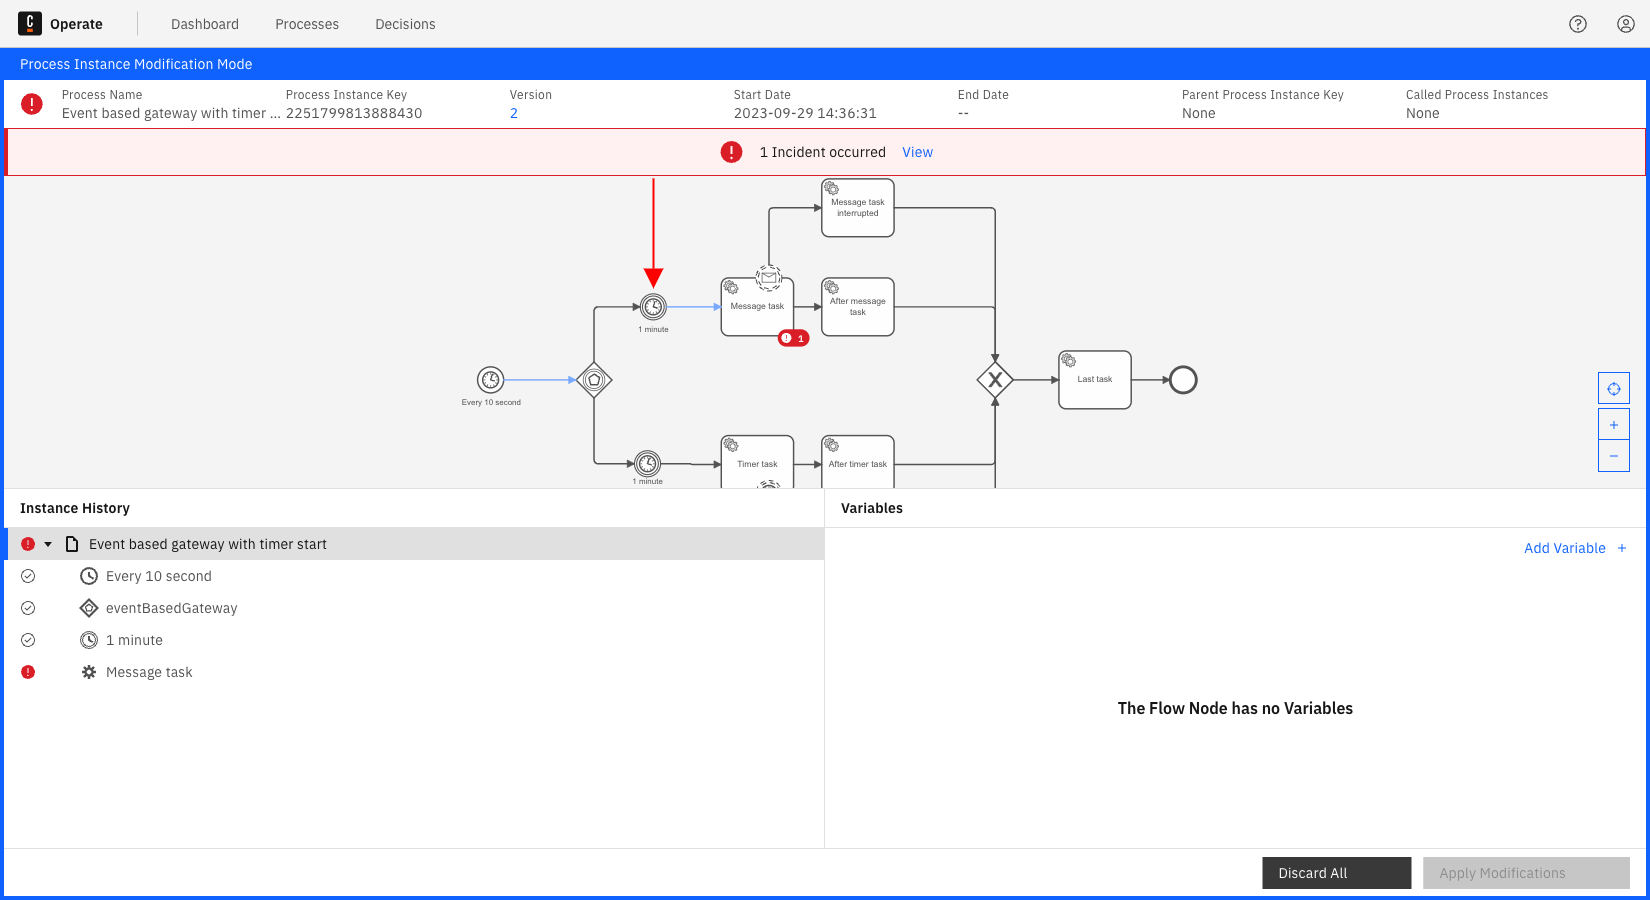 Operate
Dashboard
Processes
Decisions
Process Instance Modification Mode
Process Name
Process Instance Key
Version
Start Date
End Date
Parent Process Instance Key
Called Process Instances
Event based gateway with timer ...
2251799813888430
2
2023-09-29 14:36:31
--
None
None
1 Incident occurred
View
Message task
interrupted
Message task
After message
task
1 minute
1
Every 10 second
Last task
Timer task
After timer task
1 minute
Instance History
Variables
Event based gateway with timer start
Add Variable +
Every 10 second
eventBasedGateway
1 minute
Message task
The Flow Node has no Variables
Discard All
Apply Modifications